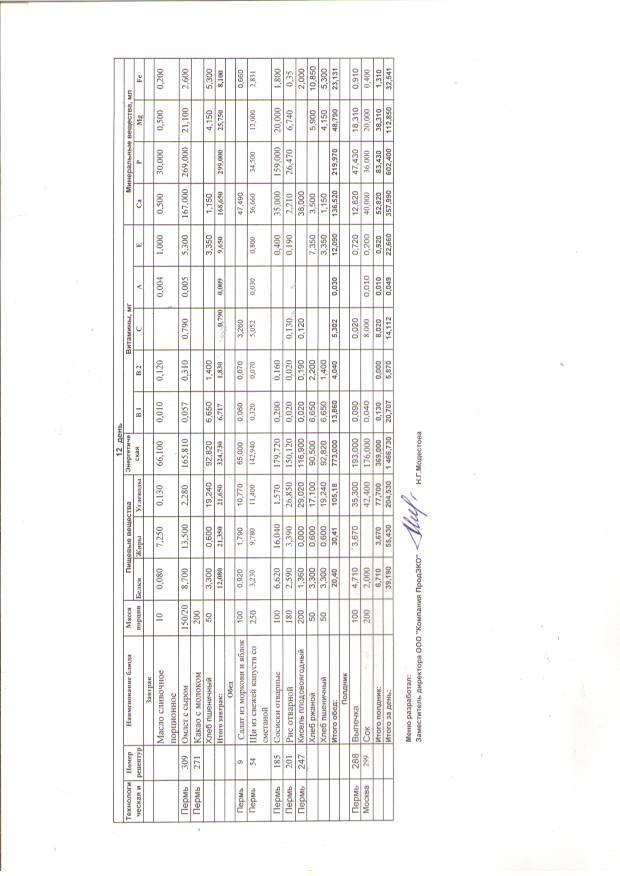 12 день
Технологи ческая и | Номер рецептур | Наименование блюда | Масса порции | Пищевые вещества | Энергетиче ская | Витамины, мг | Минеральные вещества, мл
Белки | Жиры | Углеводы | В 1 | В 2 | С | А | Е | Са | Р | Mg | Fe
Завтрак
Масло сливочное порционное | 10 | 0,080 | 7,250 | 0,130 | 66,100 | 0,010 | 0,120 | 0,004 | 1,000 | 0,500 | 30,000 | 0,500 | 0,200
Пермь | 309 | Омлет с сыром | 150/20 | 8,700 | 13,500 | 2,280 | 165,810 | 0,057 | 0,310 | 0,790 | 0,005 | 5,300 | 167,000 | 269,000 | 21,100 | 2,600
Пермь | 271 | Какао с молоком | 200
Хлеб пшеничный | 50 | 3,300 | 0,600 | 19,240 | 92,820 | 6,650 | 1,400 | 3,350 | 1,150 | 4,150 | 5,300
Итого завтрак: | 12,080 | 21,350 | 21,650 | 324,730 | 6,717 | 1,830 | 0,790 | 0,009 | 9,650 | 168,650 | 299,000 | 25,750 | 8,100
Обед
Пермь | 9 | Салат из моркови и яблок | 100 | 0,920 | 1,790 | 10,770 | 65,000 | 0,060 | 0,070 | 3,260 | 47,490 | 0,660
Пермь | 54 | Щи из свежей капусты со сметаной | 250 | 3,230 | 9,780 | 11,400 | 142,940 | 0,320 | 0,070 | 5,052 | 0,030 | 0,800 | 56,660 | 34,500 | 12,000 | 2,831
Пермь | 185 | Сосиски отварные | 100 | 6,620 | 16,040 | 1,570 | 179,720 | 0,200 | 0,160 | 0,400 | 35,000 | 159,000 | 20,000 | 1,800
Пермь | 201 | Рис отварной | 180 | 2,590 | 3,390 | 26,850 | 150,120 | 0,020 | 0,020 | 0,130 | 0,190 | 2,210 | 26,470 | 6,740 | 0,35
Пермь | 247 | Кисель плодовоягодный | 200 | 1,360 | 0,000 | 29,020 | 116,900 | 0,020 | 0,190 | 0,120 | 38,000 | 2,000
Хлеб ржаной | 50 | 3,300 | 0,600 | 17,100 | 90,500 | 6,650 | 2,200 | 7,350 | 3,500 | 5,900 | 10,850
Хлеб пшеничный | 50 | 3,300 | 0,600 | 19,240 | 92,820 | 6,650 | 1,400 | 3,350 | 1,150 | 4,150 | 5,300
Итого обед: | 20,40 | 30,41 | 105,18 | 773,000 | 13,860 | 4,040 | 5,302 | 0,030 | 12,090 | 136,520 | 219,970 | 48,790 | 23,131
Полдник
Пермь | 288 | Выпечка | 100 | 4,710 | 3,670 | 35,300 | 193,000 | 0,090 | 0,020 | 0,720 | 12,820 | 47,430 | 18,310 | 0,910
Москва | 299 | Сок | 200 | 2,000 | 42,400 | 176,000 | 0,040 | 8,000 | 0,010 | 0,200 | 40,000 | 36,000 | 20,000 | 0,400
Итого полдник: | 6,710 | 3,670 | 77,700 | 369,000 | 0,130 | 0,000 | 8,020 | 0,010 | 0,920 | 52,820 | 83,430 | 38,310 | 1,310
Итого за день: | 39,190 | 55,430 | 204,530 | 1 466,730 | 20,707 | 5,870 | 14,112 | 0,049 | 22,660 | 357,990 | 602,400 | 112,850 | 32,541
Меню разработал:
Заместитель директора ООО "Компания ПродЭКО" Н.Г.Модестова